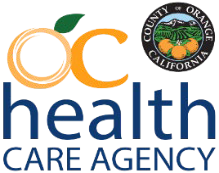 OC
COUNTY OF ORANGE
CALIFORNIA
health
CARE AGENCY